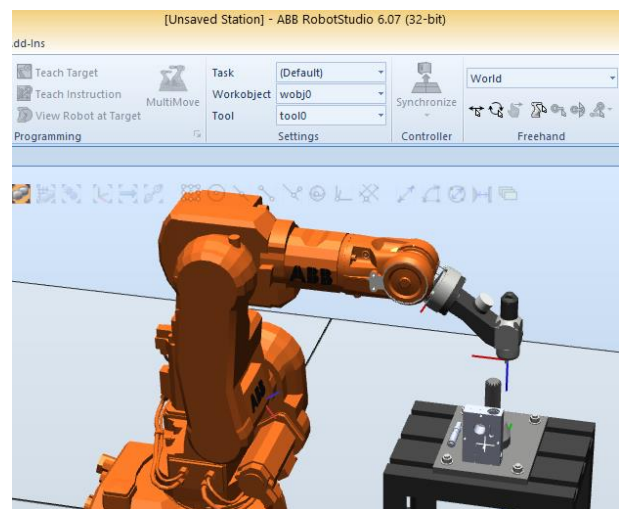 [Unsaved Station] - ABB RobotStudio 6.07 (32-bit)
Add-Ins
Teach Target
Teach Instruction
View Robot at Target
MultiMove
Programming
Task (Default)
Workobject wobj0
Tool tool0
Settings
Synchronize
Controller
World
Freehand
ABB
ABB